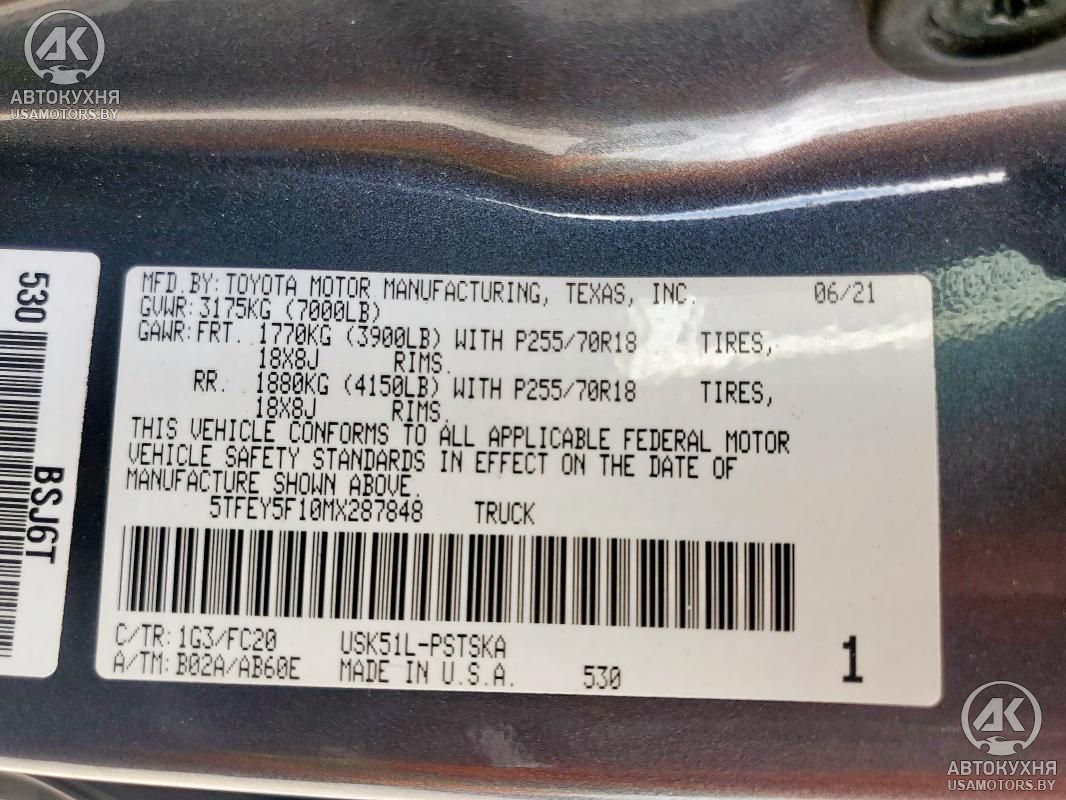 AK
АВТОКУХНЯ
USAMOTORS.BY
530
BSJ6T
MFD. BY: TOYOTA MOTOR MANUFACTURING, TEXAS, INC. 06/21
GVWR: 3175KG (7000LB)
GAWR: FRT. 1770KG (3900LB) WITH P255/70R18 TIRES,
18X8J RIMS.
RR. 1880KG (4150LB) WITH P255/70R18 TIRES,
18X8J RIMS.
THIS VEHICLE CONFORMS TO ALL APPLICABLE FEDERAL MOTOR
VEHICLE SAFETY STANDARDS IN EFFECT ON THE DATE OF
MANUFACTURE SHOWN ABOVE.
5TFEY5F10MX287848 TRUCK
C/TR: 1G3/FC20 USK51L-PSTSKA
A/TM: B02A/AB60E MADE IN U.S.A. 530 1
AK
АВТОКУХНЯ
USAMOTORS.BY